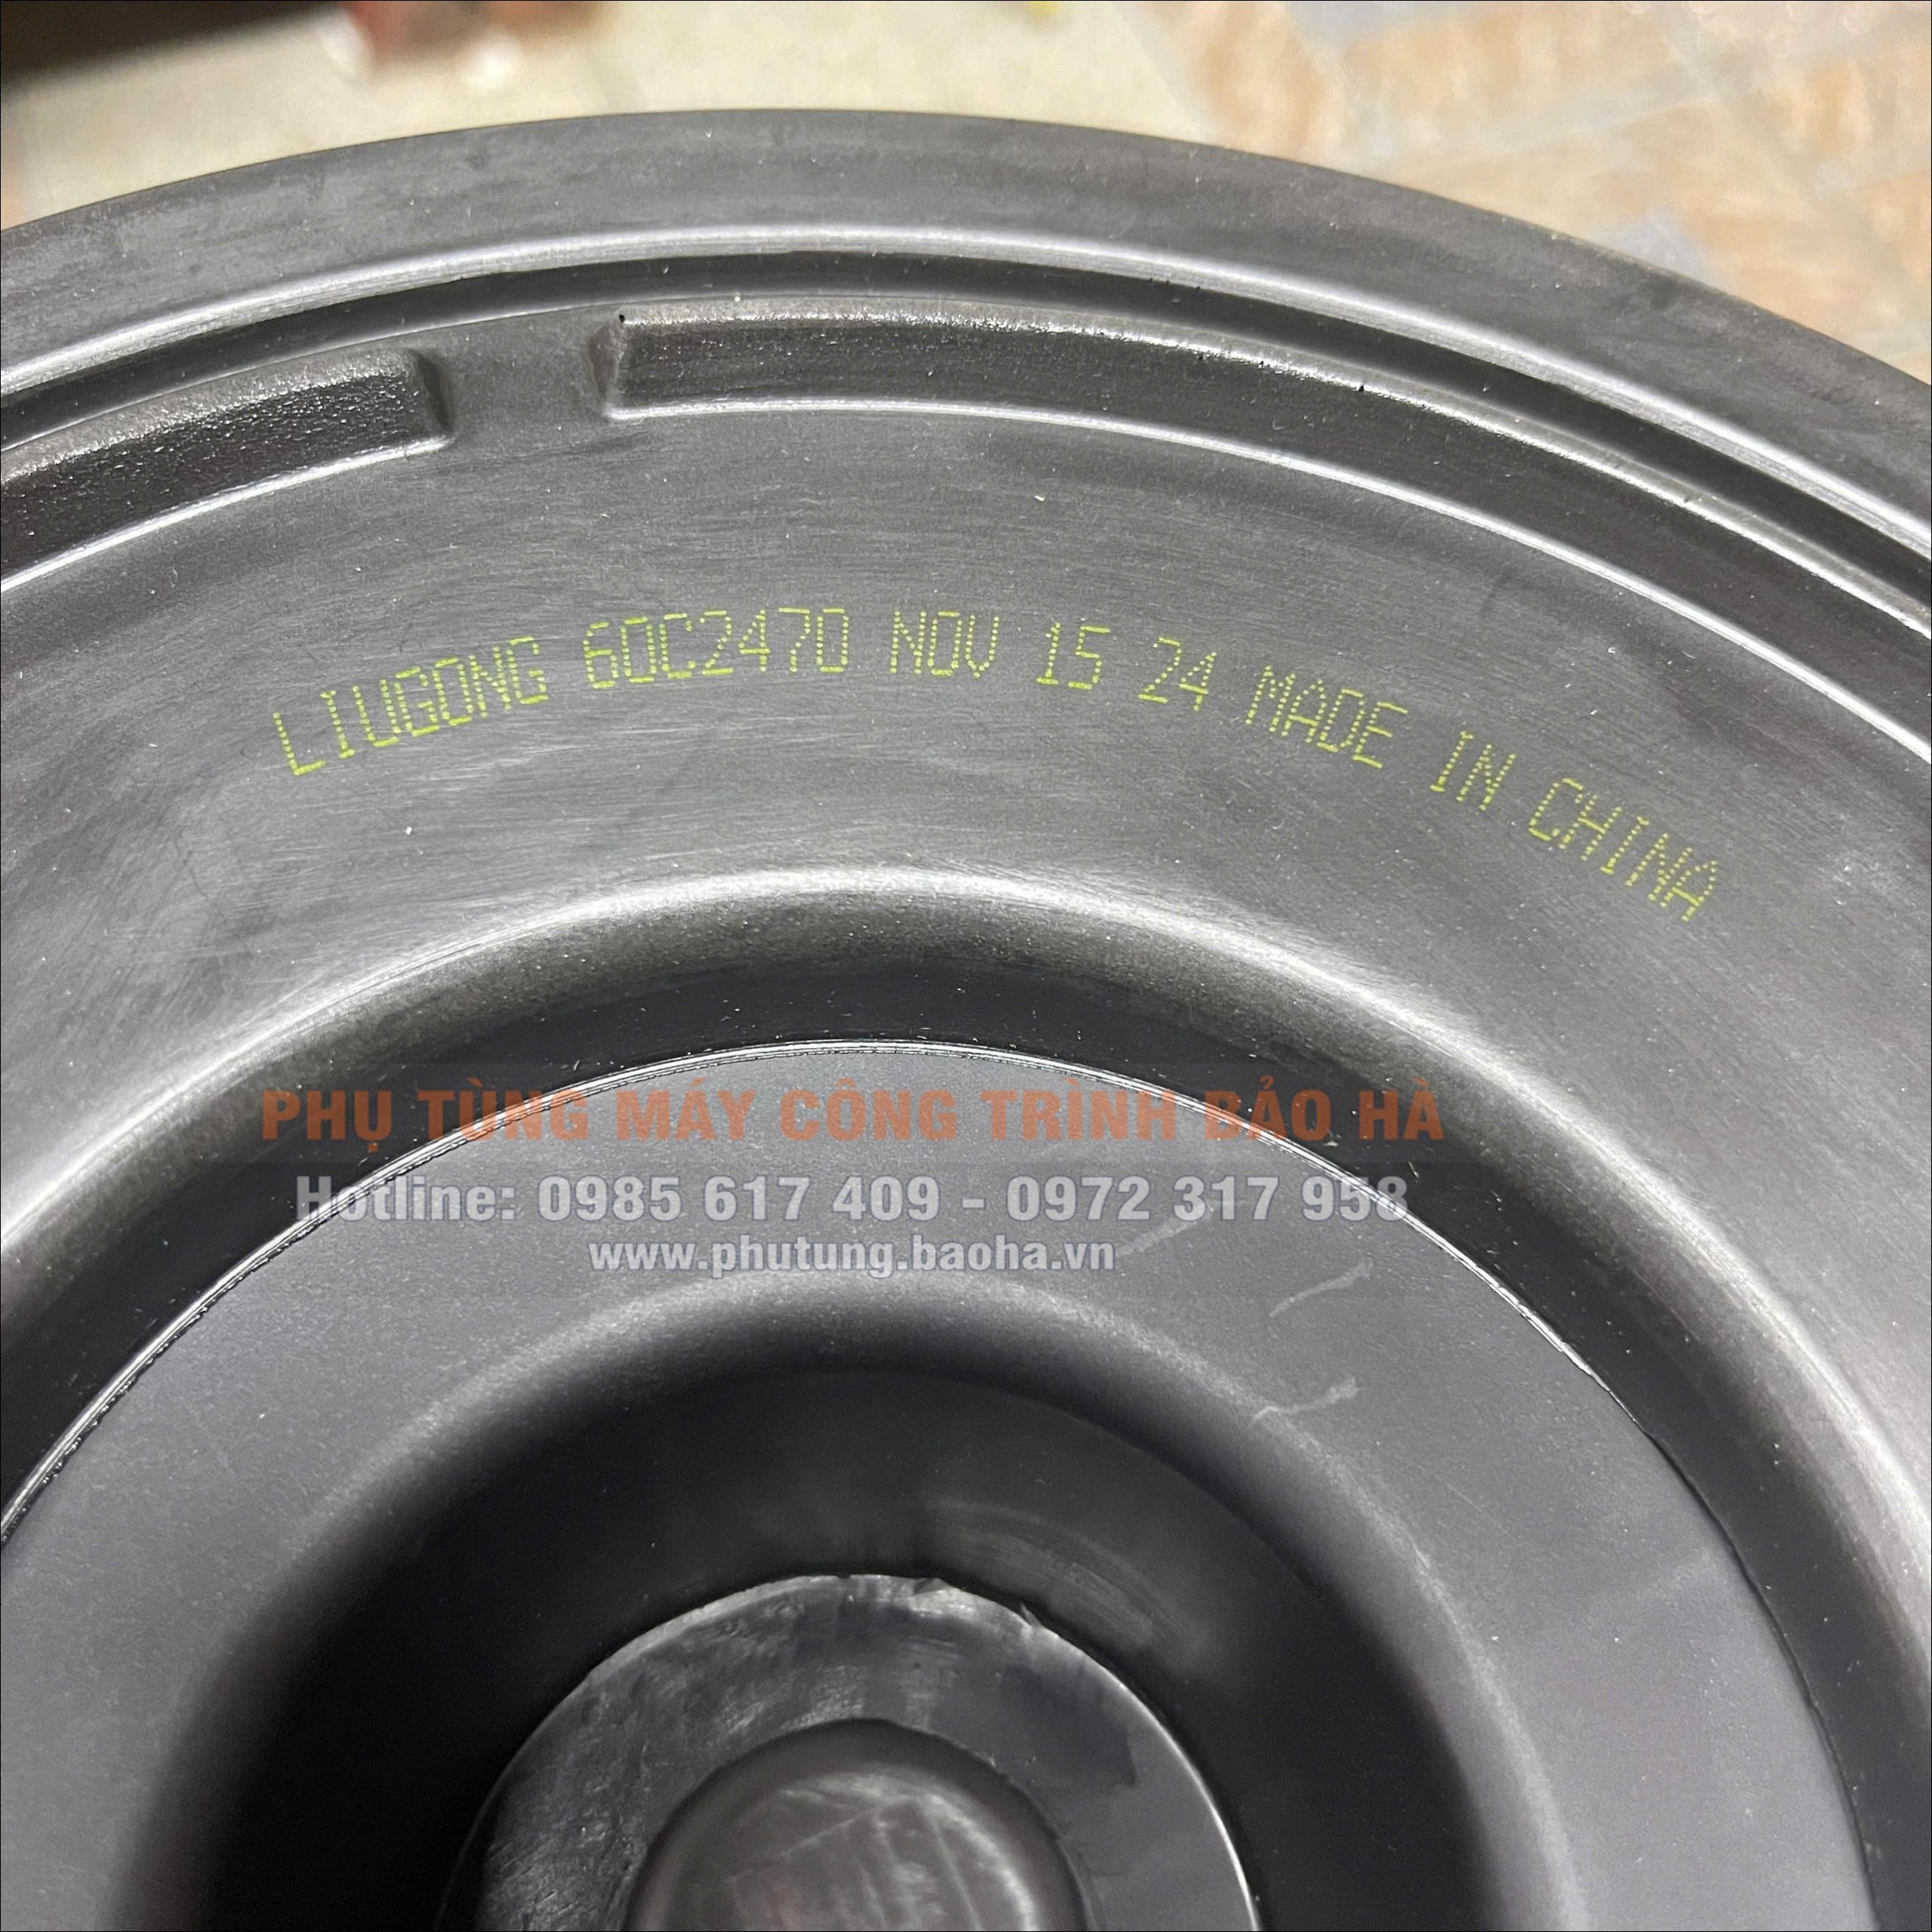 LIUGONG 60C2470 NOV 15 24 MADE IN CHINA
PHỤ TÙNG MÁY CÔNG TRÌNH BẢO HÀ
Hotline: 0985 617 409 - 0972 317 958
www.phutung.baoha.vn